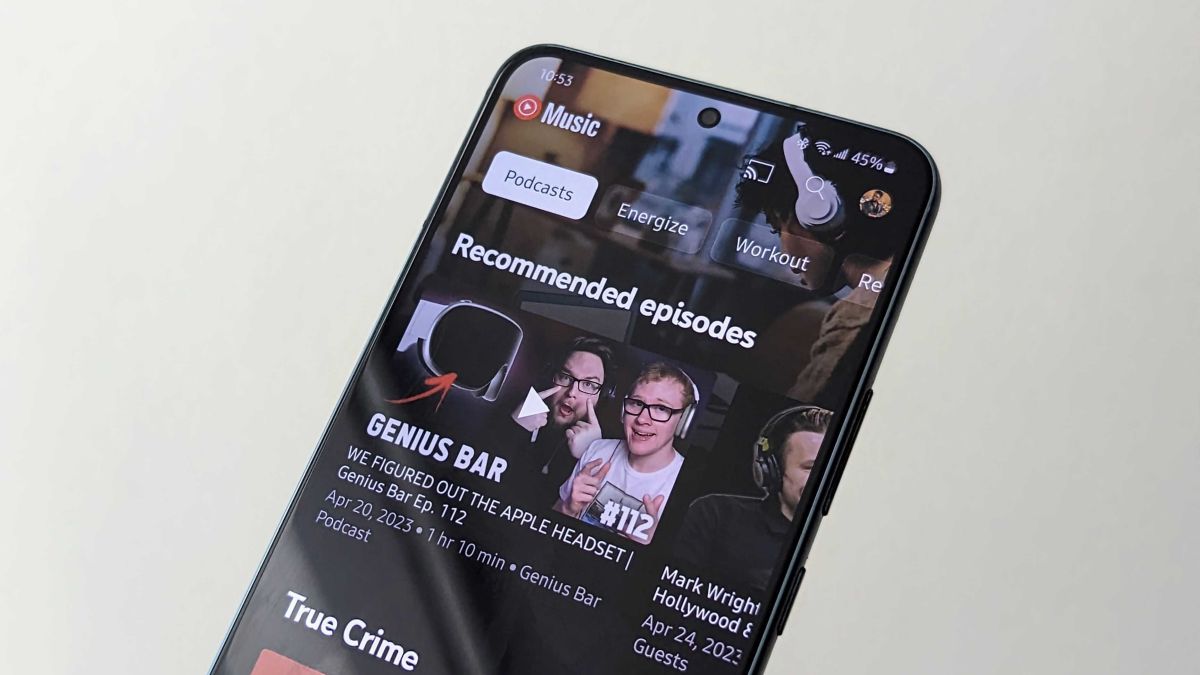 10:53
45%
Music
Podcasts
Energize
Workout
Re
Recommended episodes
GENIUS BAR
#112
WE FIGURED OUT THE APPLE HEADSET |
Genius Bar Ep. 112
Apr 20, 2023 • 1 hr 10 min • Genius Bar
Podcast
Mark Wright
Hollywood &
Apr 24, 2023
Guests
True Crime